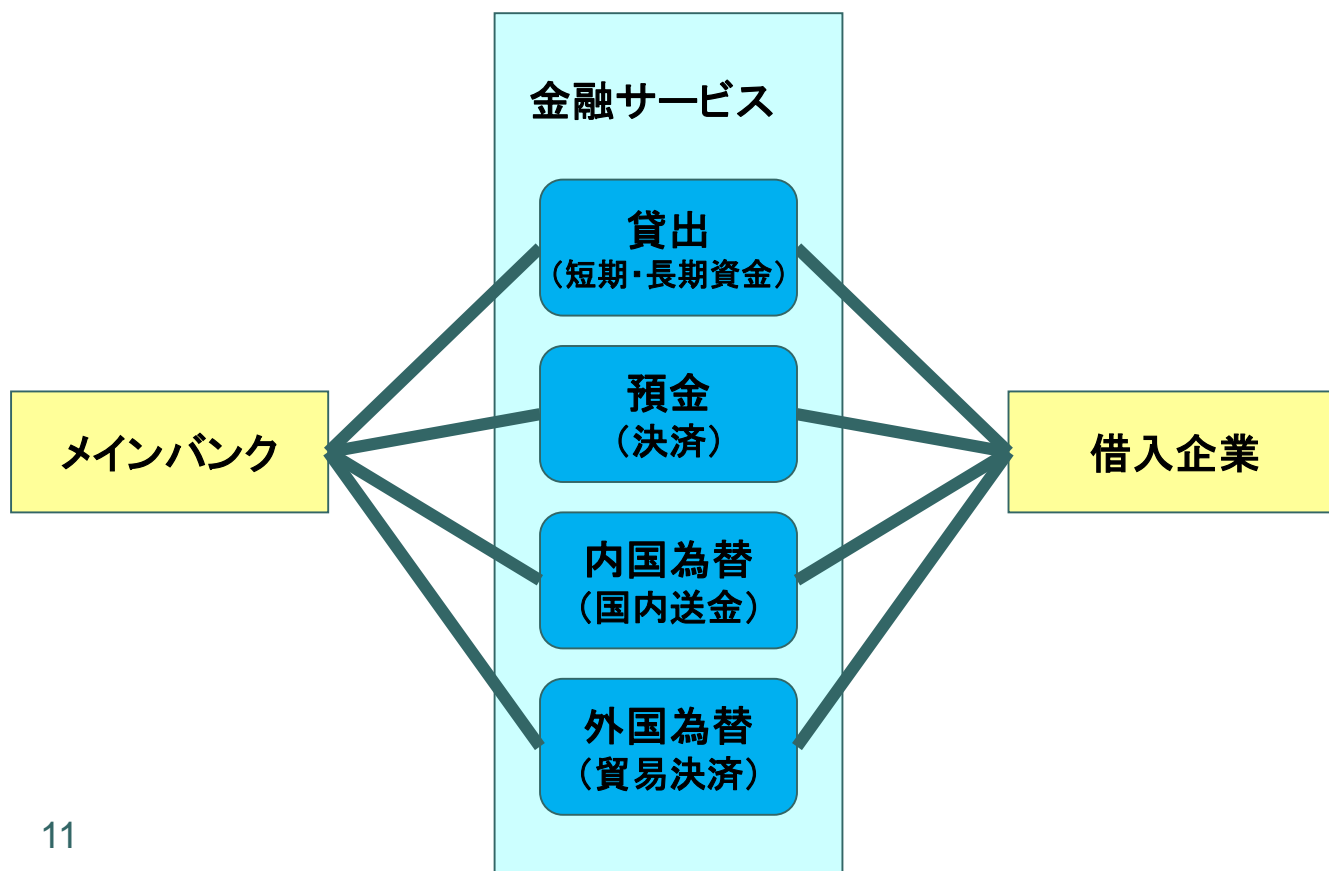 金融サービス
貸出
（短期・長期資金）
預金
（決済）
メインバンク
借入企業
内国為替
（国内送金）
外国為替
（貿易決済）
11